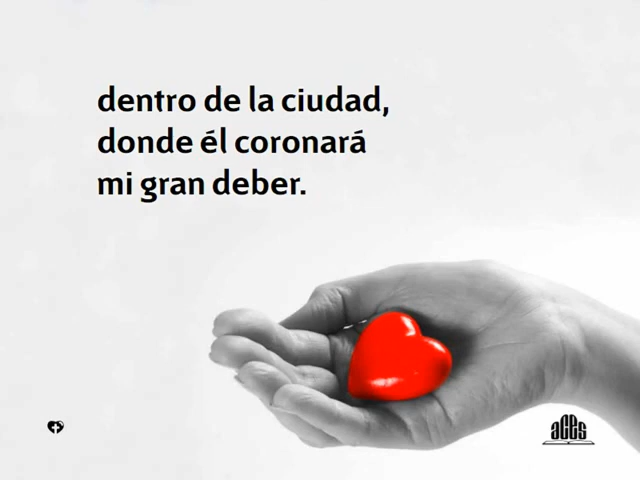 dentro de la ciudad,
donde él coronará
mi gran deber.
aces